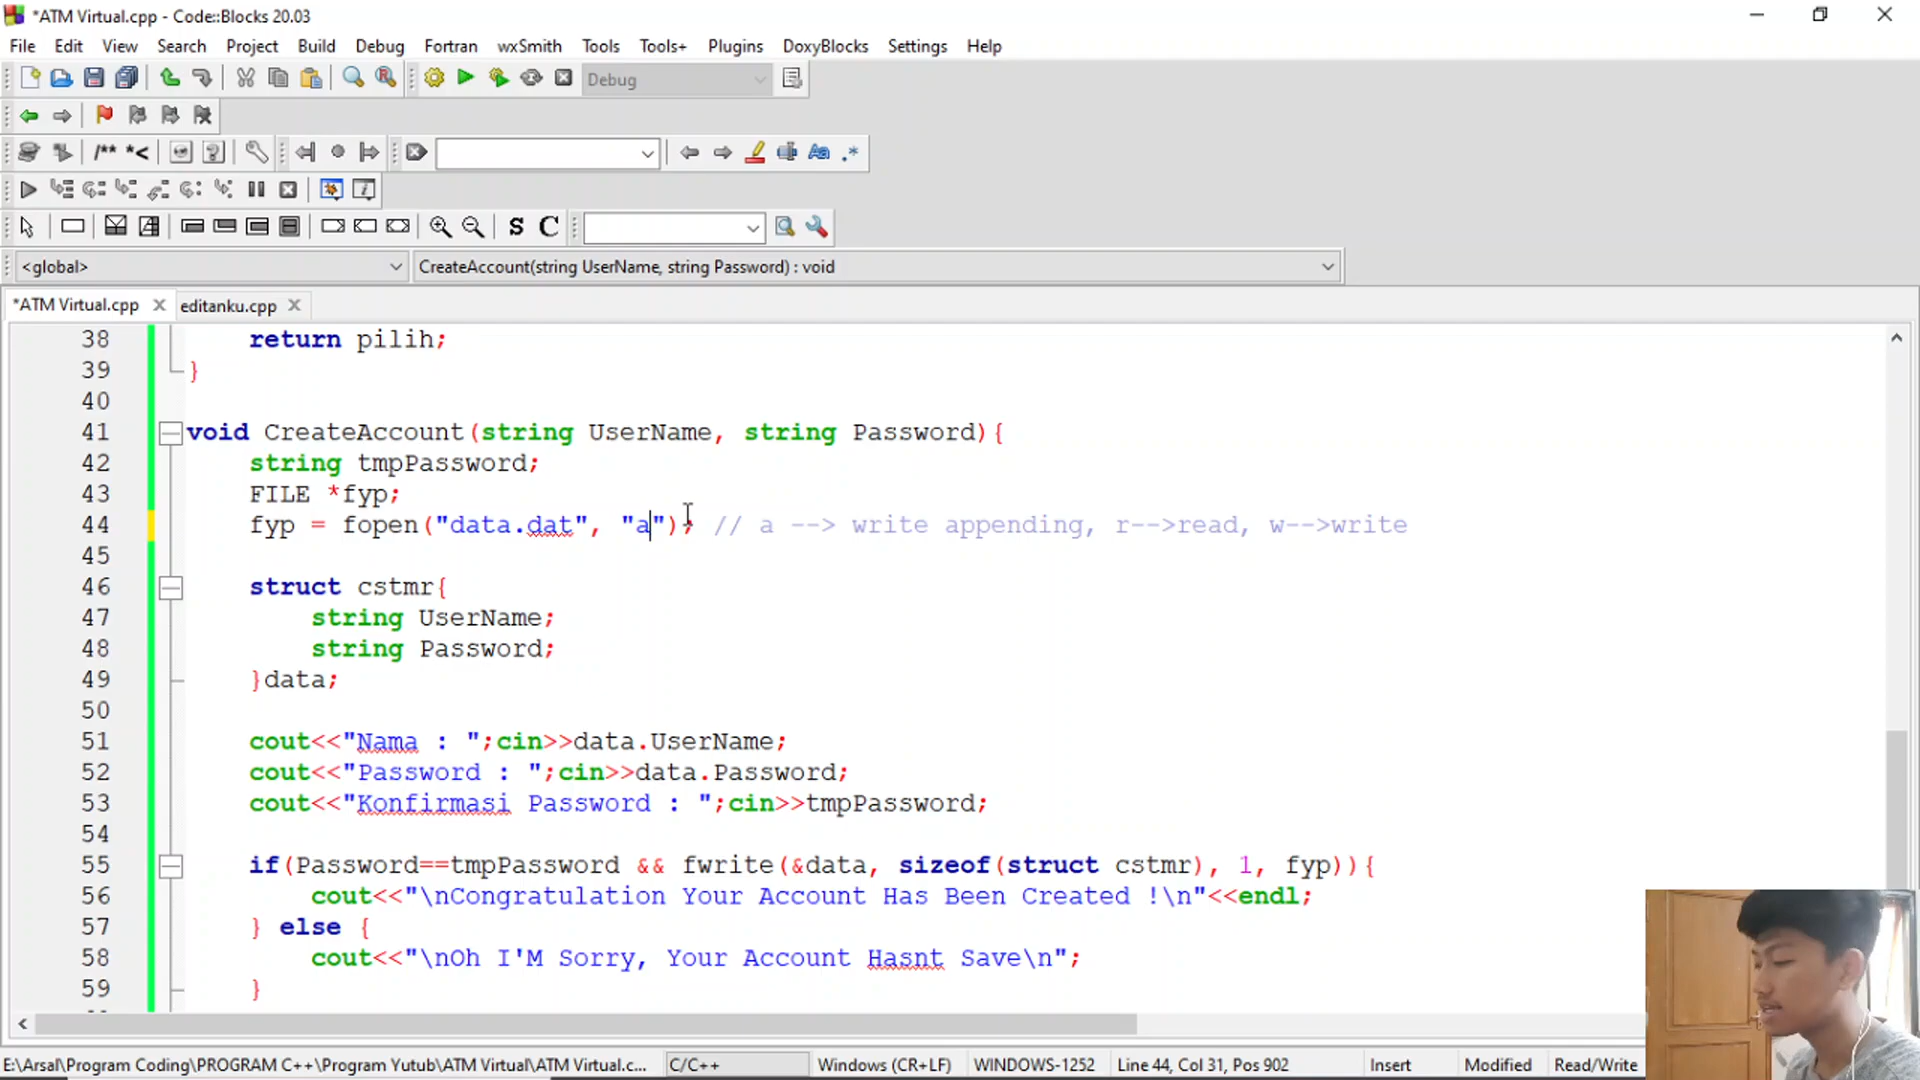 *ATM Virtual.cpp - Code::Blocks 20.03
File Edit View Search Project Build Debug Fortran wxSmith Tools Tools+ Plugins DoxyBlocks Settings Help
Debug
/** *<
Aa .*
S C
<global> CreateAccount(string UserName, string Password) : void
*ATM Virtual.cpp editanku.cpp
38 return pilih;
39 }
40
41 void CreateAccount(string UserName, string Password){
42 string tmpPassword;
43 FILE *fyp;
44 fyp = fopen("data.dat", "a"); // a --> write appending, r-->read, w-->write
45
46 struct cstmr{
47 string UserName;
48 string Password;
49 }data;
50
51 cout<<"Nama : ";cin>>data.UserName;
52 cout<<"Password : ";cin>>data.Password;
53 cout<<"Konfirmasi Password : ";cin>>tmpPassword;
54
55 if(Password==tmpPassword && fwrite(&data, sizeof(struct cstmr), 1, fyp)){
56 cout<<"\nCongratulation Your Account Has Been Created !\n"<<endl;
57 } else {
58 cout<<"\nOh I'M Sorry, Your Account Hasnt Save\n";
59 }
E:\Arsal\Program Coding\PROGRAM C++\Program Yutub\ATM Virtual\ATM Virtual.c... C/C++ Windows (CR+LF) WINDOWS-1252 Line 44, Col 31, Pos 902 Insert Modified Read/Write